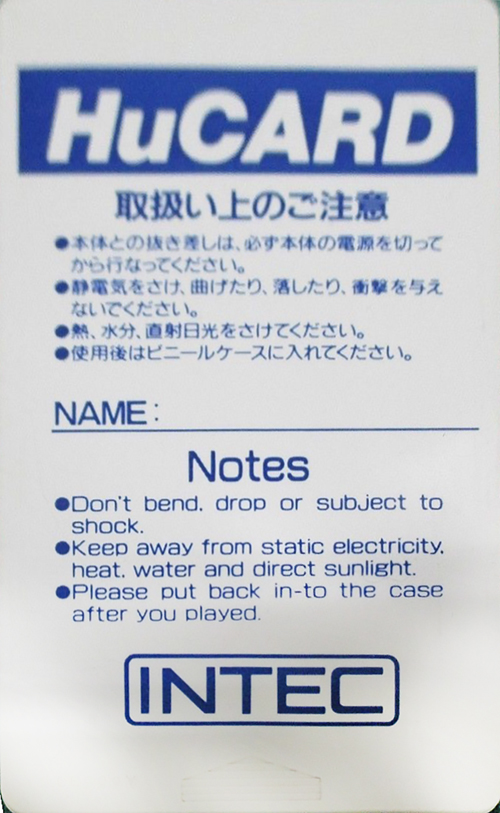 HuCARD
取扱い上のご注意
●本体との抜き差しは、必ず本体の電源を切って
から行なってください。
●静電気をさけ、曲げたり、落したり、衝撃を与え
ないでください。
●熱、水分、直射日光をさけてください。
●使用後はビニールケースに入れてください。
NAME:
Notes
●Don't bend, drop or subject to
shock.
●Keep away from static electricity,
heat, water and direct sunlight.
●Please put back in-to the case
after you played.
INTEC